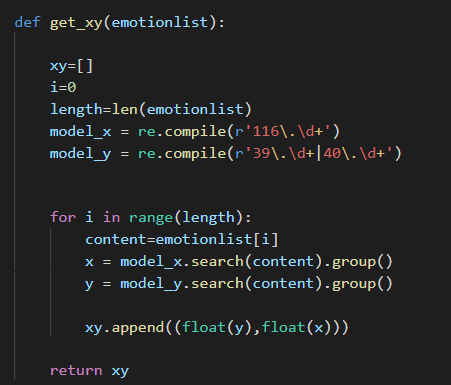 def get_xy(emotionlist):
    xy=[]
    i=0
    length=len(emotionlist)
    model_x = re.compile(r'116\.\d+')
    model_y = re.compile(r'39\.\d+|40\.\d+')
    for i in range(length):
        content=emotionlist[i]
        x = model_x.search(content).group()
        y = model_y.search(content).group()
        xy.append((float(y),float(x)))
    return xy